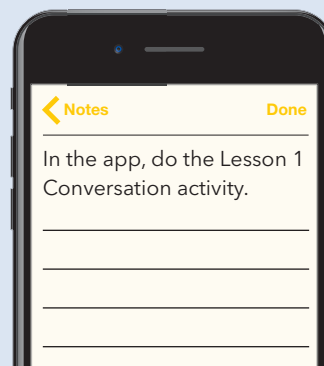 Notes Done
In the app, do the Lesson 1
Conversation activity.